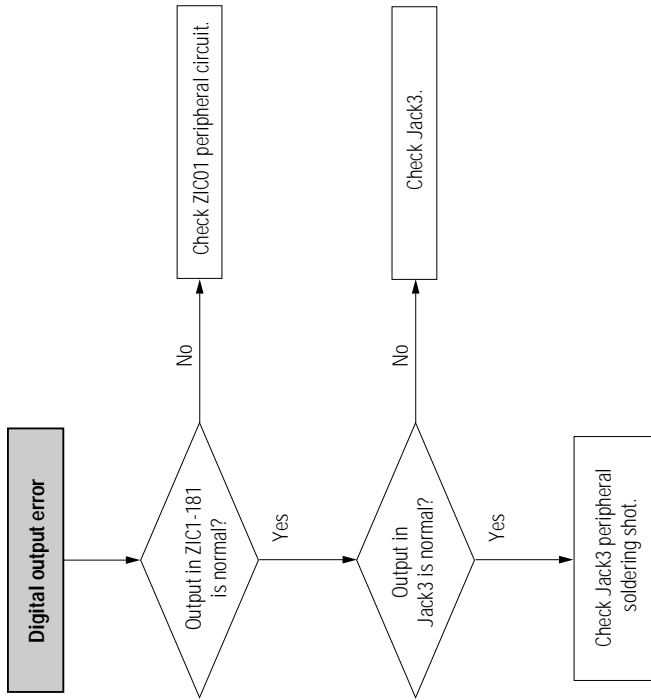 Digital output error
Output in ZIC1-181
is normal?
No
Check ZIC01 peripheral circuit.
Yes
Output in
Jack3 is normal?
No
Check Jack3.
Yes
Check Jack3 peripheral
soldering shot.